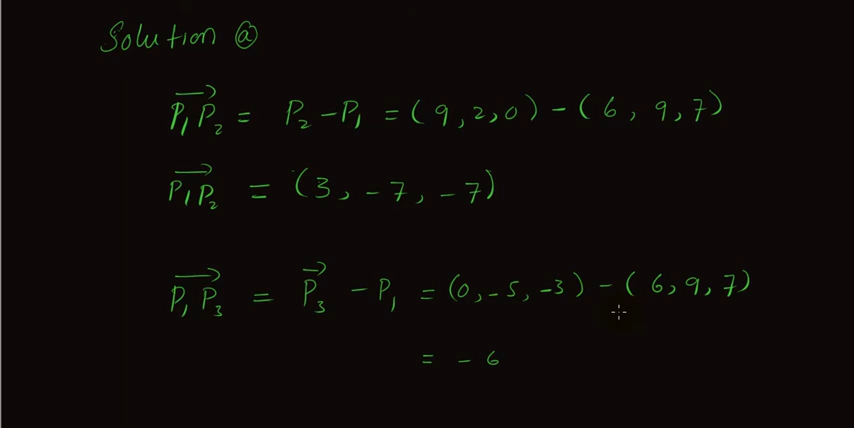 Solution ⓐ
P₁P₂ = P₂ - P₁ = (9, 2, 0) - (6, 9, 7)
P₁P₂ = (3, -7, -7)
P₁P₃ = P₃ - P₁ = (0, -5, -3) - (6, 9, 7)
= - 6